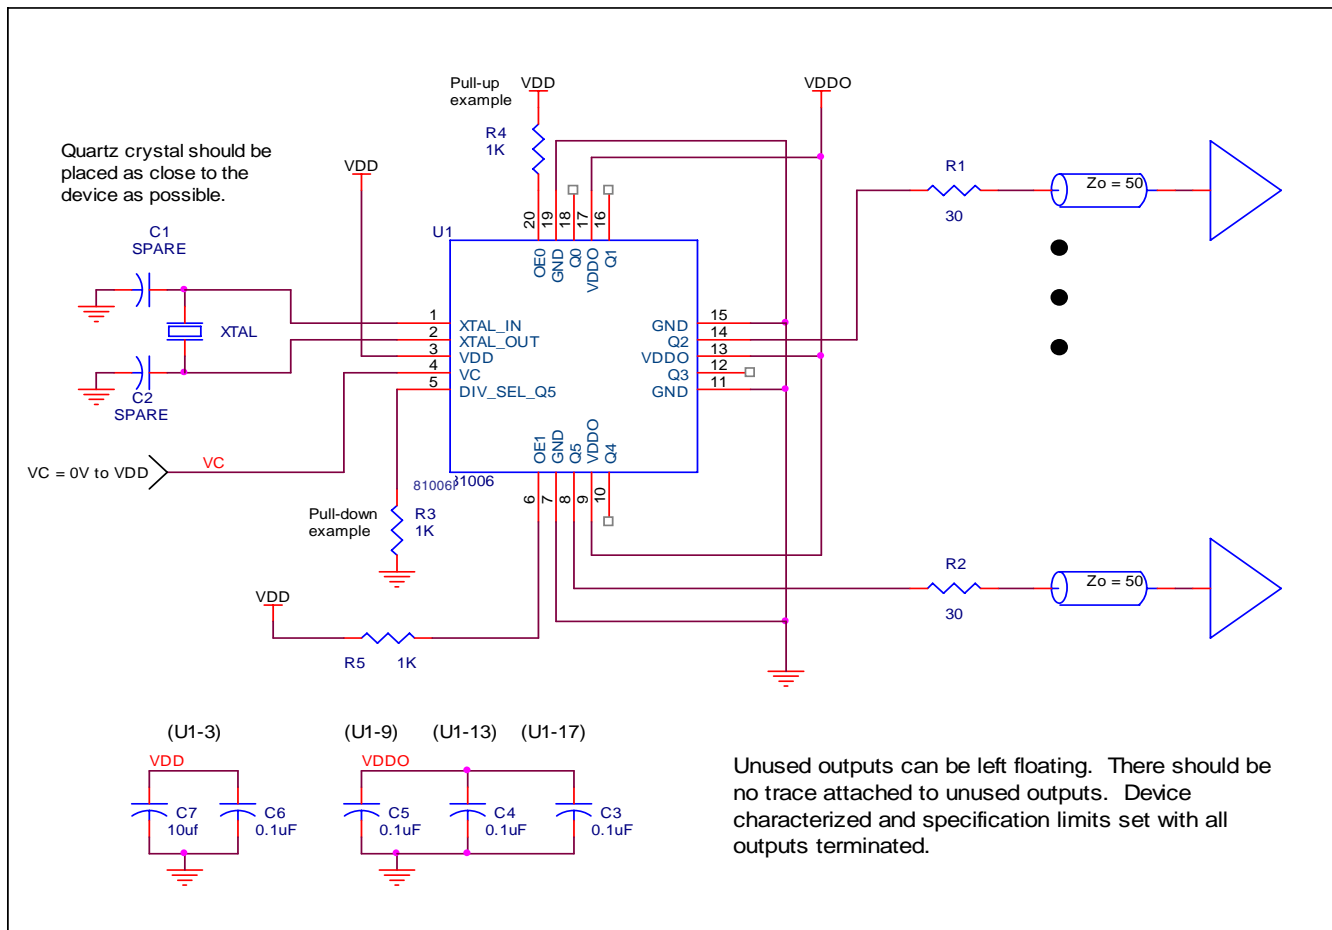 Pull-up
example
VDD
VDDO
R4
1K
Quartz crystal should be
placed as close to the
device as possible.
VDD
R1
30
Zo = 50
C1
SPARE
U1
20
19
18
17
16
OE0
GND
Q0
VDDO
Q1
XTAL
1
2
3
4
5
XTAL_IN
XTAL_OUT
VDD
VC
DIV_SEL_Q5
GND
Q2
VDDO
Q3
GND
15
14
13
12
11
C2
SPARE
OE1
GND
Q5
VDDO
Q4
VC = 0V to VDD
VC
81006
6
7
8
9
10
Pull-down
example
R3
1K
R2
30
Zo = 50
VDD
R5
1K
(U1-3)
(U1-9)
(U1-13)
(U1-17)
VDD
VDDO
C7
10uf
C6
0.1uF
C5
0.1uF
C4
0.1uF
C3
0.1uF
Unused outputs can be left floating. There should be
no trace attached to unused outputs. Device
characterized and specification limits set with all
outputs terminated.